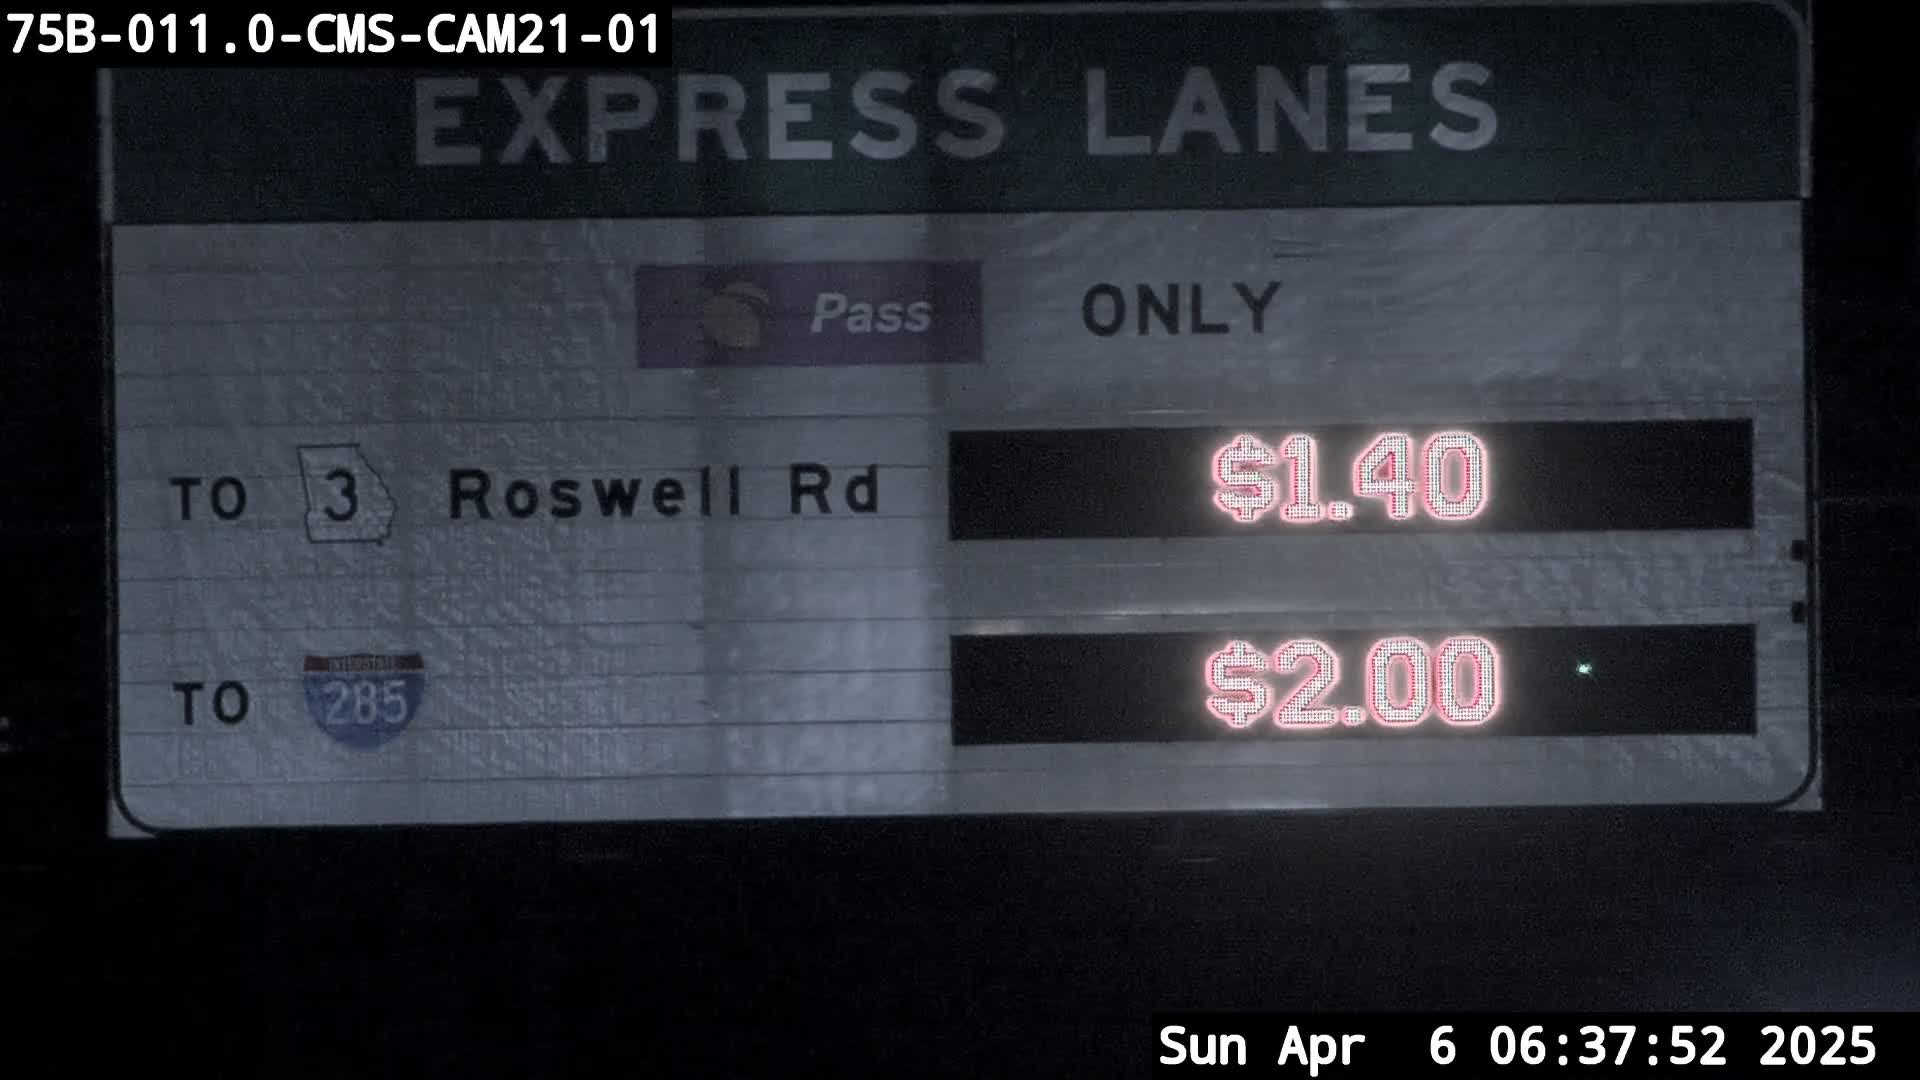 75B-011.0-CMS-CAM21-01
EXPRESS LANES
Pass ONLY
TO 3 Roswell Rd $1.40
INTERSTATE
TO 285 $2.00
Sun Apr 6 06:37:52 2025